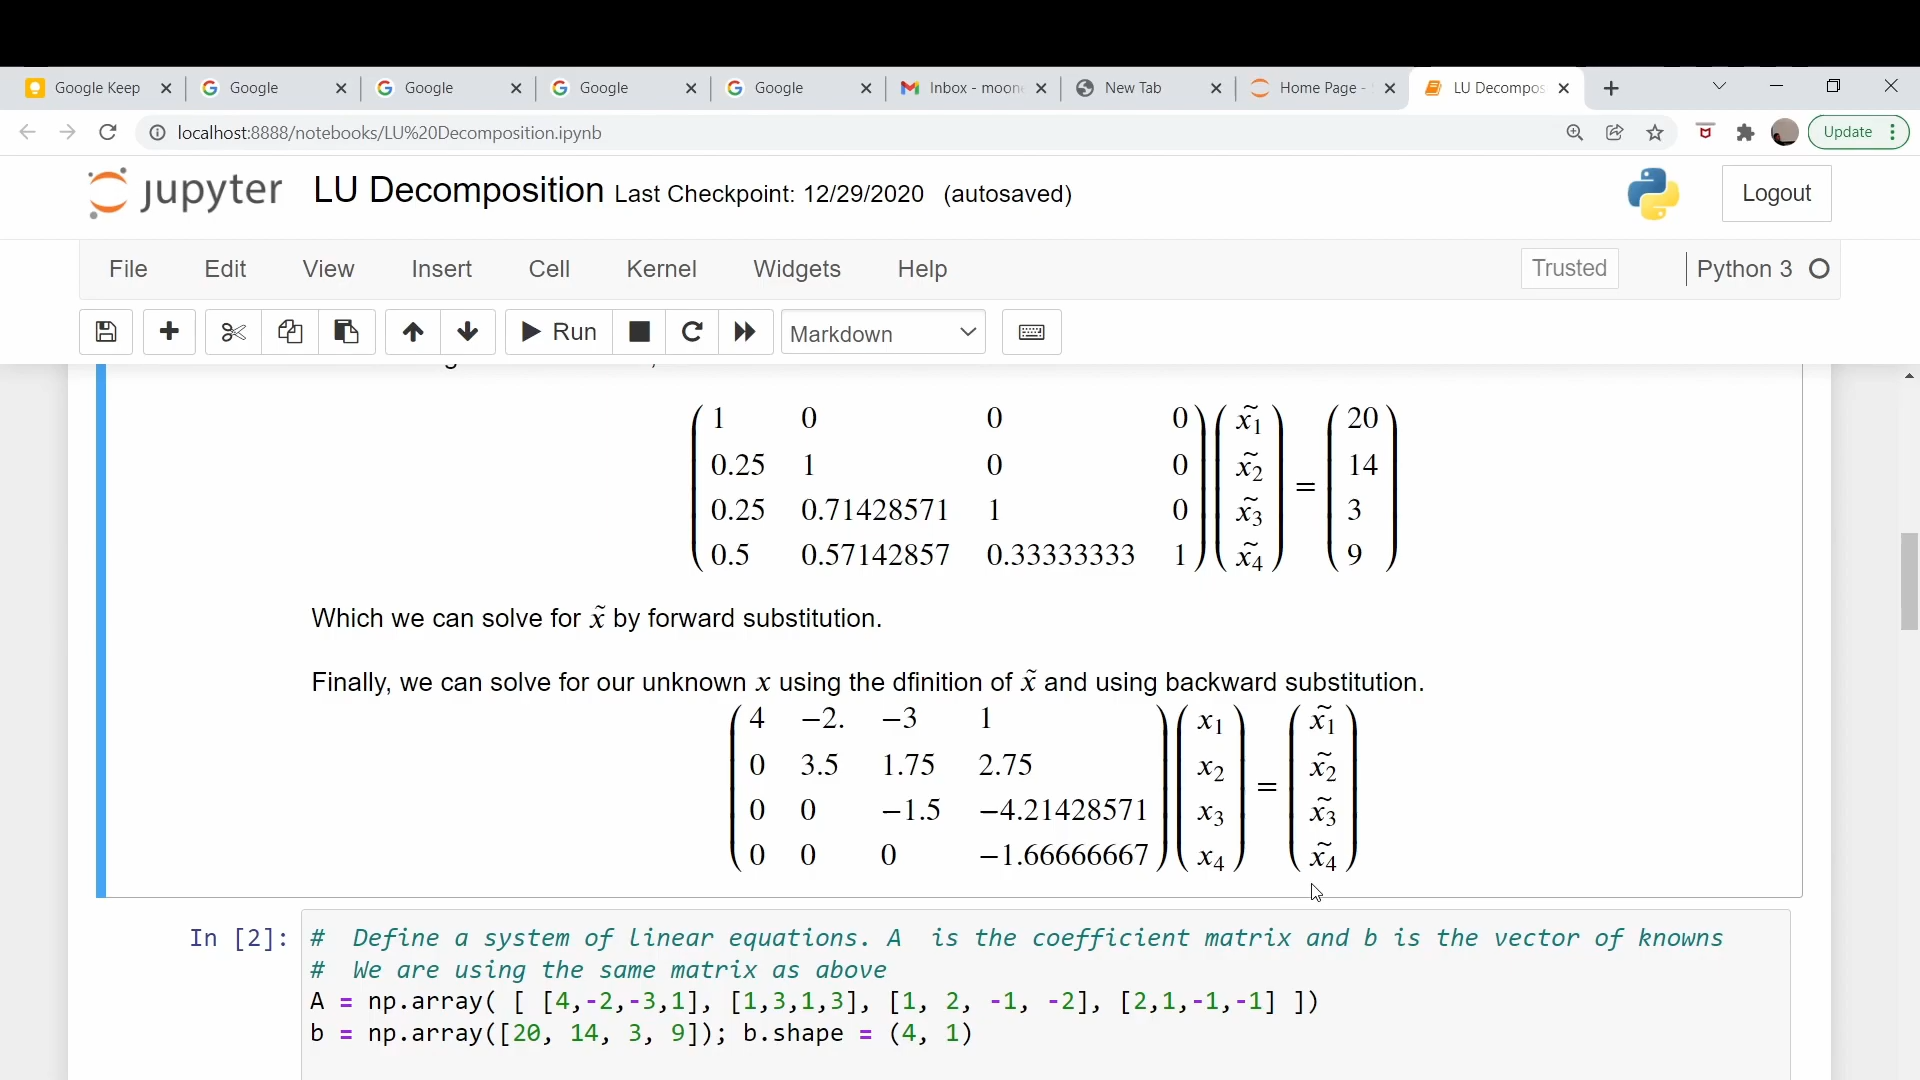 Google Keep Google Google Google Google Inbox - moone New Tab Home Page - LU Decompos
localhost:8888/notebooks/LU%20Decomposition.ipynb Update
jupyter LU Decomposition Last Checkpoint: 12/29/2020 (autosaved) Logout
File Edit View Insert Cell Kernel Widgets Help Trusted Python 3
Run Markdown
1 0 0 0 x̃1 20
0.25 1 0 0 x̃2 14
=
0.25 0.71428571 1 0 x̃3 3
0.5 0.57142857 0.33333333 1 x̃4 9
Which we can solve for x̃ by forward substitution.
Finally, we can solve for our unknown x using the dfinition of x̃ and using backward substitution.
4 −2. −3 1 x1 x̃1
0 3.5 1.75 2.75 x2 x̃2
=
0 0 −1.5 −4.21428571 x3 x̃3
0 0 0 −1.66666667 x4 x̃4
In [2]: # Define a system of linear equations. A is the coefficient matrix and b is the vector of knowns
# We are using the same matrix as above
A = np.array( [ [4,-2,-3,1], [1,3,1,3], [1, 2, -1, -2], [2,1,-1,-1] ])
b = np.array([20, 14, 3, 9]); b.shape = (4, 1)